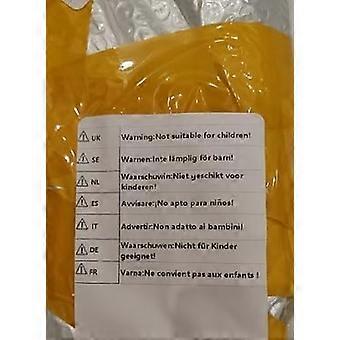 UK Warning:Not suitable for children!
SE Warnen:Inte lämplig för barn!
NL Waarschuwin:Niet geschikt voor
kinderen!
ES Avvisare:¡No apto para niños!
IT Advertir:Non adatto ai bambini!
DE Waarschuwen:Nicht für Kinder
geeignet!
FR Varna:Ne convient pas aux enfants !